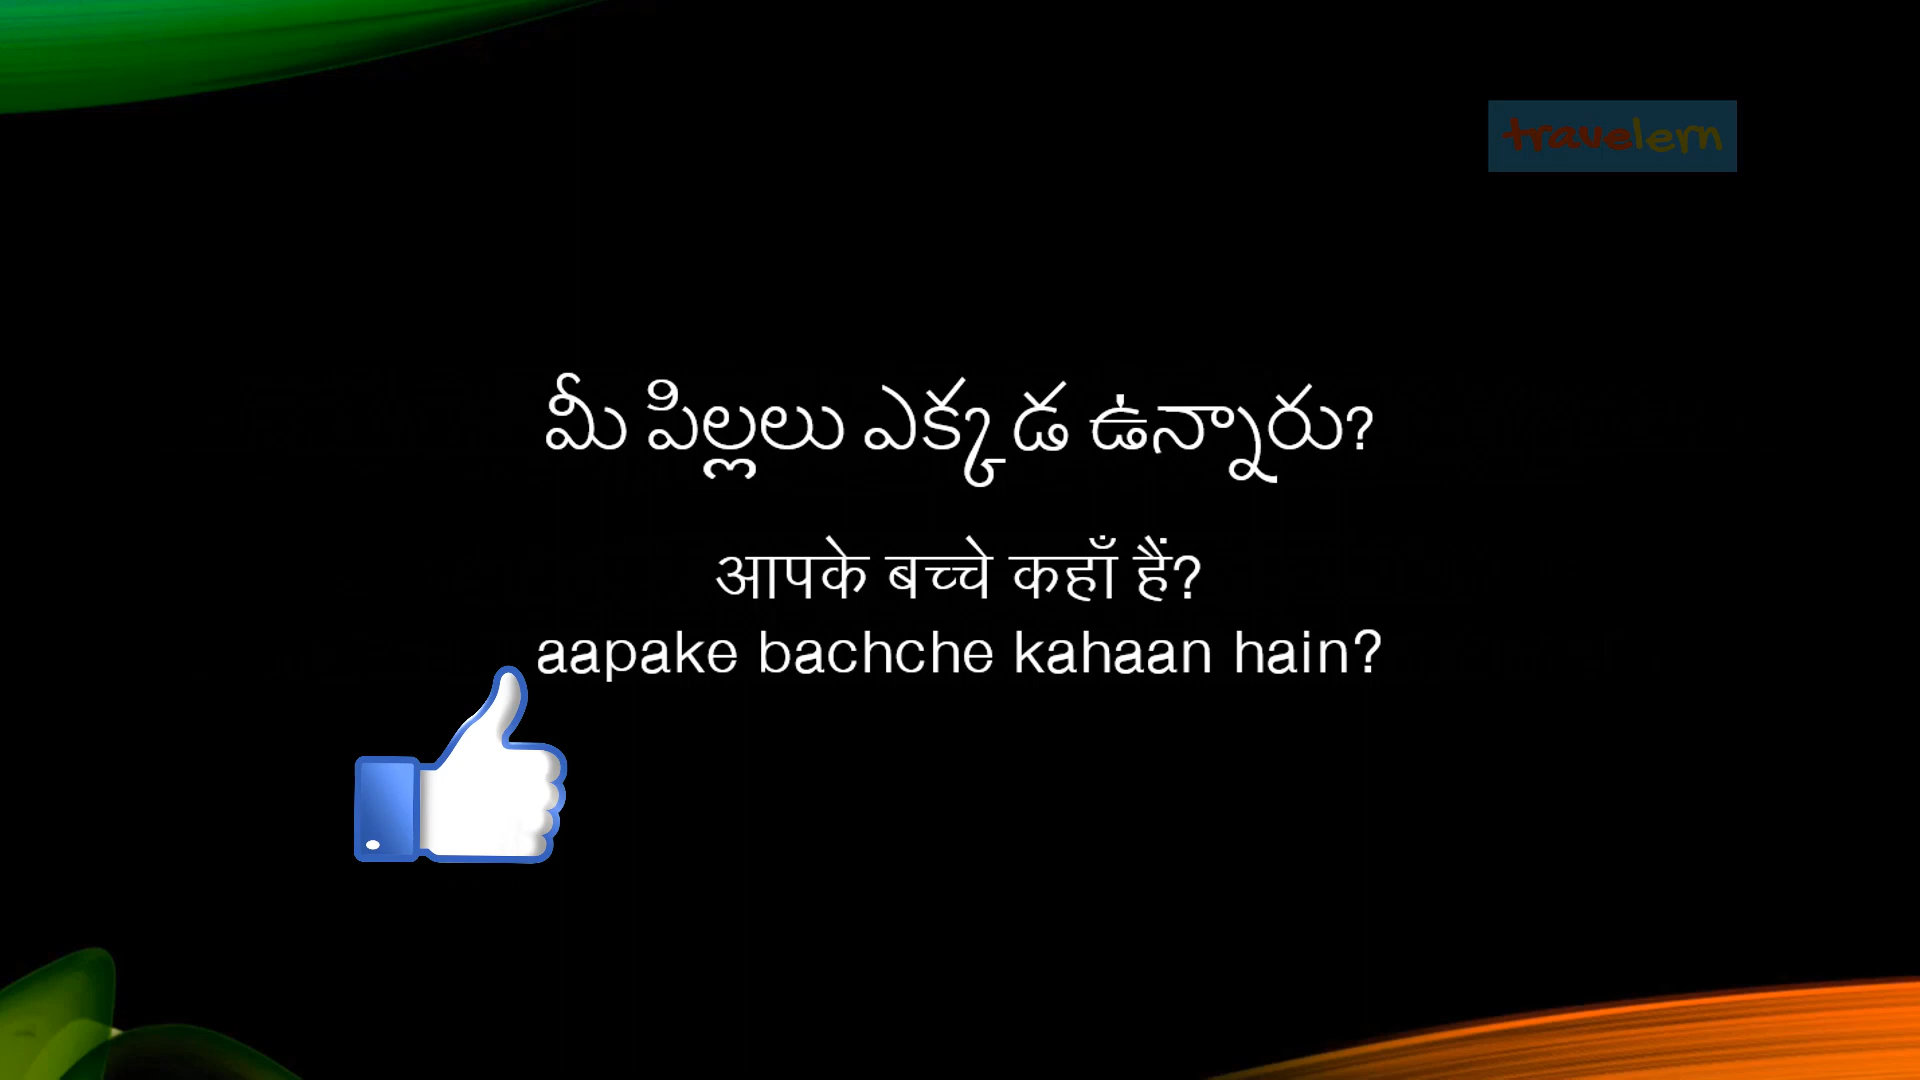 travelern
మీ పిల్లలు ఎక్కడ ఉన్నారు?
आपके बच्चे कहाँ हैं?
aapake bachche kahaan hain?